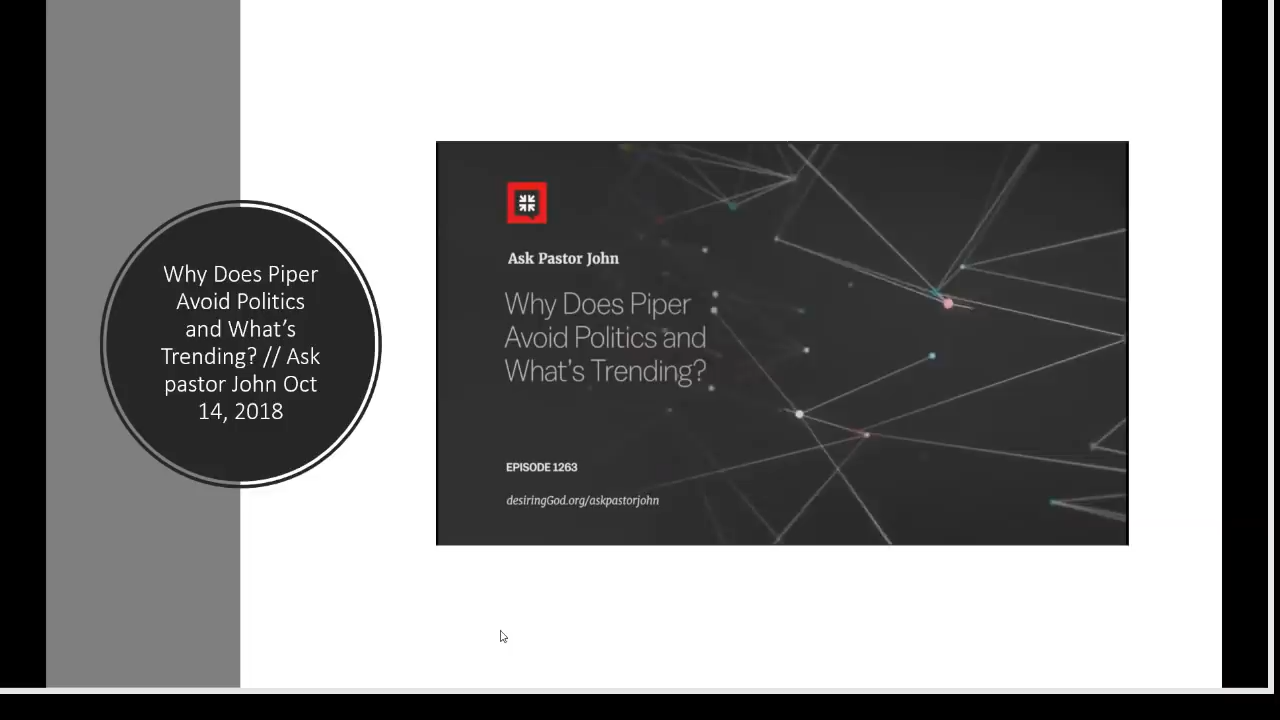 Why Does Piper
Avoid Politics
and What’s
Trending? // Ask
pastor John Oct
14, 2018
Ask Pastor John
Why Does Piper
Avoid Politics and
What’s Trending?
EPISODE 1263
desiringGod.org/askpastorjohn